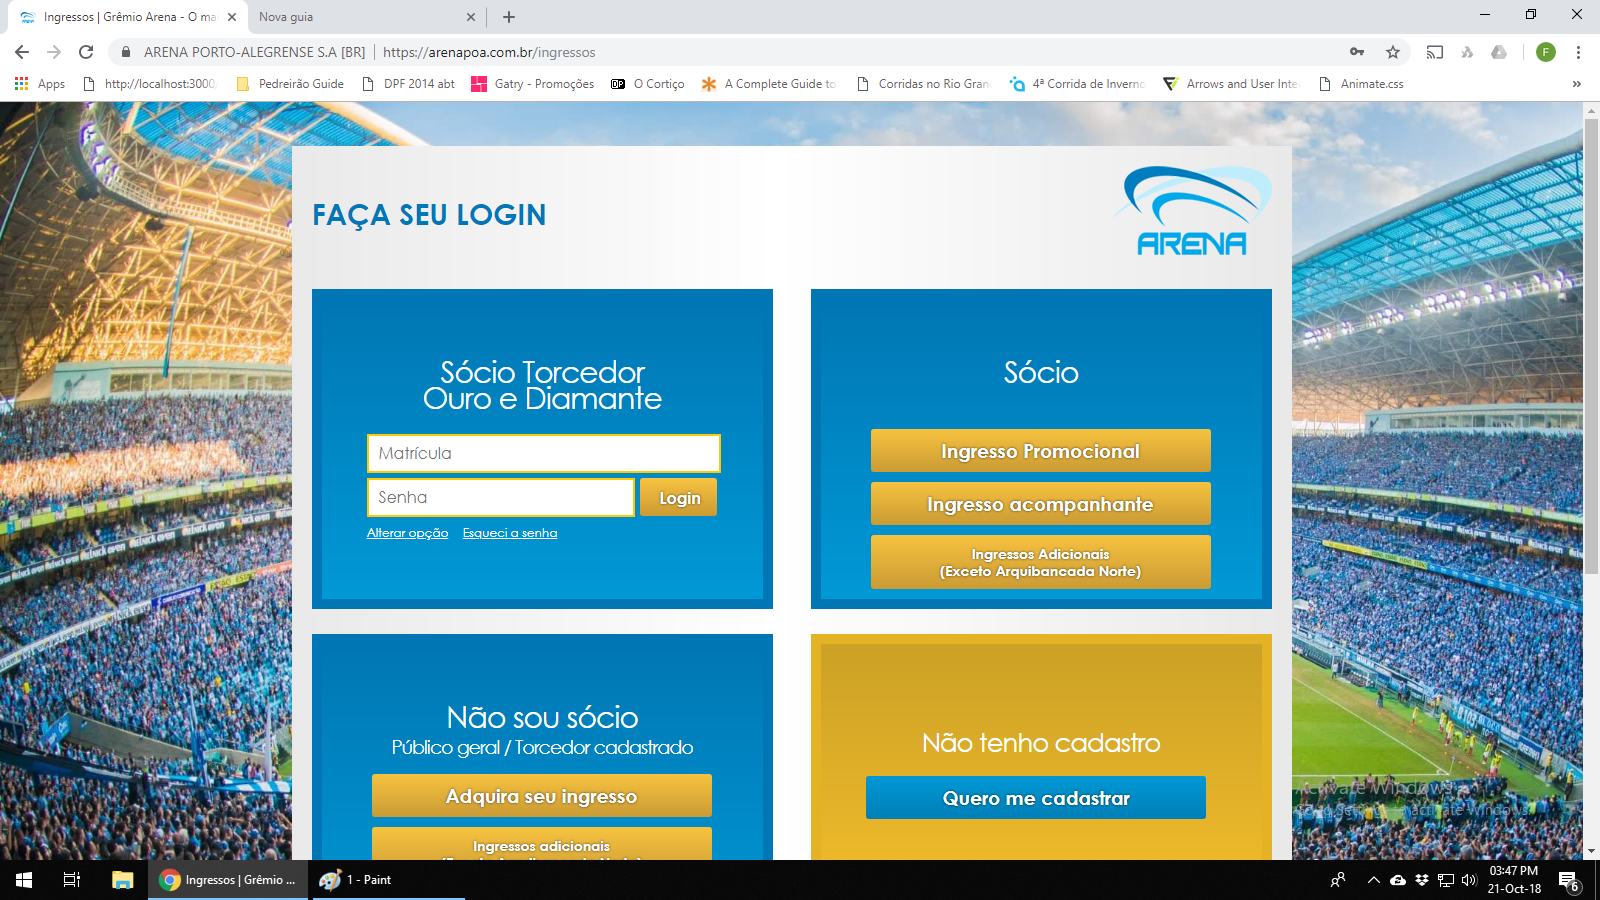 Ingressos | Grêmio Arena - O ma
Nova guia
ARENA PORTO-ALEGRENSE S.A [BR]
https://arenapoa.com.br/ingressos
F
Apps
http://localhost:3000
Pedreirão Guide
DPF 2014 abt
Gatry - Promoções
O Cortiço
A Complete Guide to
Corridas no Rio Gran
4ª Corrida de Inverno
Arrows and User Inte
Animate.css
»
FAÇA SEU LOGIN
ARENA
Sócio Torcedor
Ouro e Diamante
Matrícula
Senha
Login
Alterar opção
Esqueci a senha
Sócio
Ingresso Promocional
Ingresso acompanhante
Ingressos Adicionais
(Exceto Arquibancada Norte)
Não sou sócio
Público geral / Torcedor cadastrado
Adquira seu ingresso
Ingressos adicionais
Não tenho cadastro
Quero me cadastrar
Activate Windows
Go to Settings to activate Windows.
Ingressos | Grêmio ...
1 - Paint
03:47 PM
21-Oct-18
6